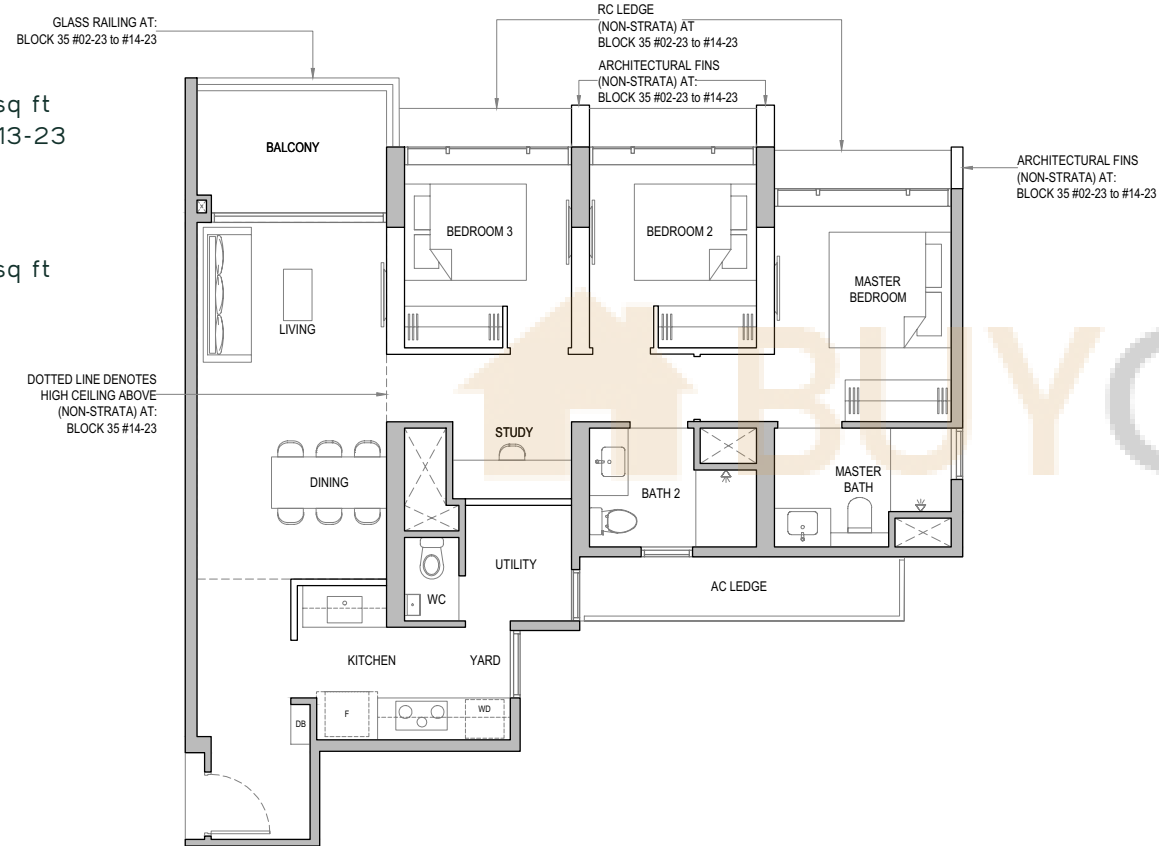 GLASS RAILING AT:
BLOCK 35 #02-23 to #14-23
RC LEDGE
(NON-STRATA) AT
BLOCK 35 #02-23 to #14-23
ARCHITECTURAL FINS
(NON-STRATA) AT:
BLOCK 35 #02-23 to #14-23
sq ft
13-23
BALCONY
ARCHITECTURAL FINS
(NON-STRATA) AT:
BLOCK 35 #02-23 to #14-23
BEDROOM 3
BEDROOM 2
sq ft
MASTER
BEDROOM
LIVING
BUY
DOTTED LINE DENOTES
HIGH CEILING ABOVE
(NON-STRATA) AT:
BLOCK 35 #14-23
STUDY
DINING
BATH 2
MASTER
BATH
UTILITY
AC LEDGE
WC
KITCHEN
YARD
F
WD
DB